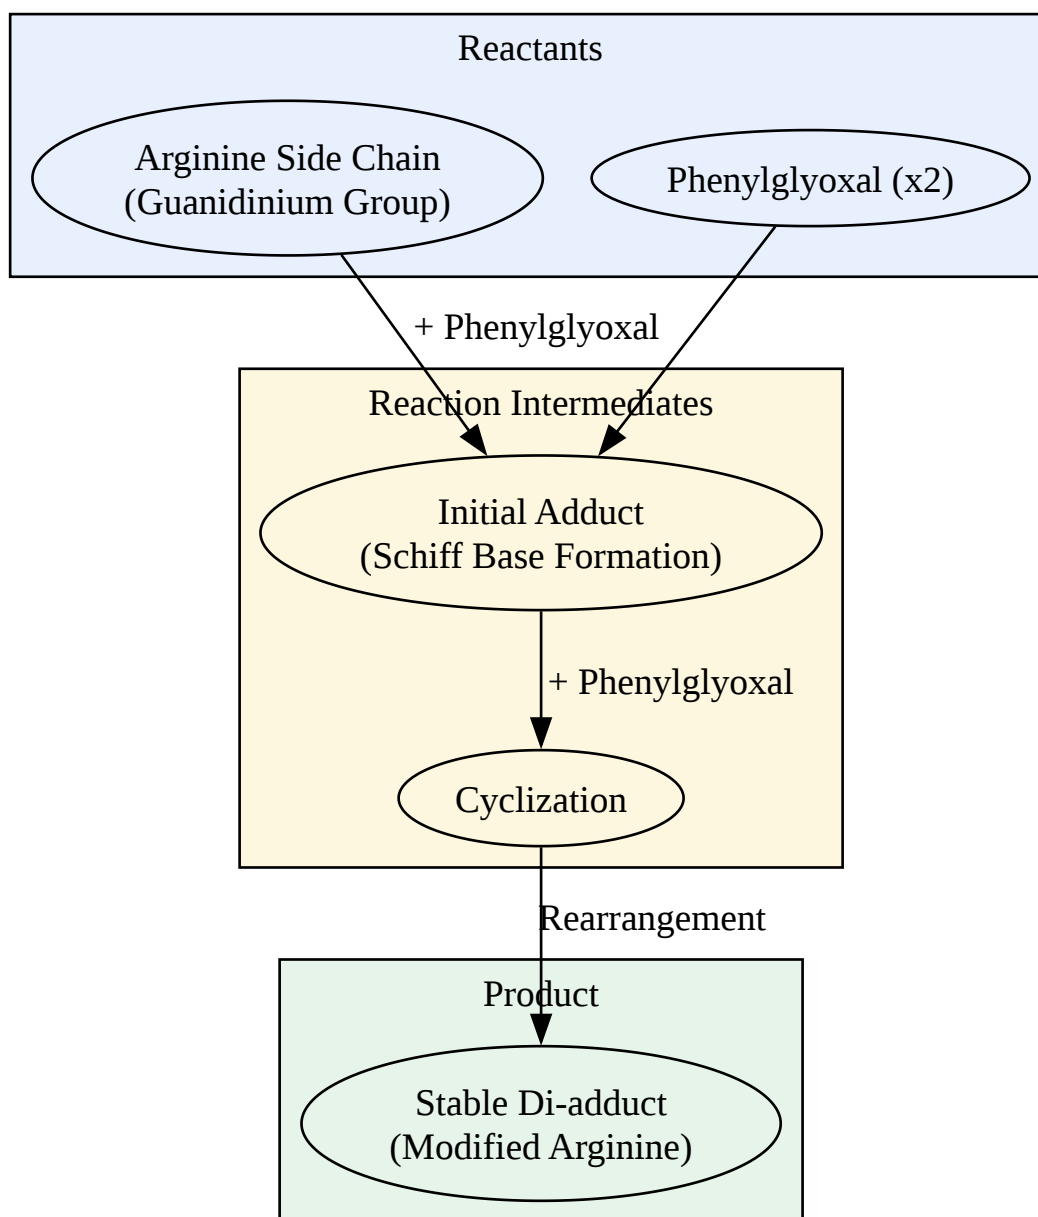 Reactants
Arginine Side Chain
(Guanidinium Group)
Phenylglyoxal (x2)
+ Phenylglyoxal
Reaction Intermediates
Initial Adduct
(Schiff Base Formation)
+ Phenylglyoxal
Cyclization
Rearrangement
Product
Stable Di-adduct
(Modified Arginine)